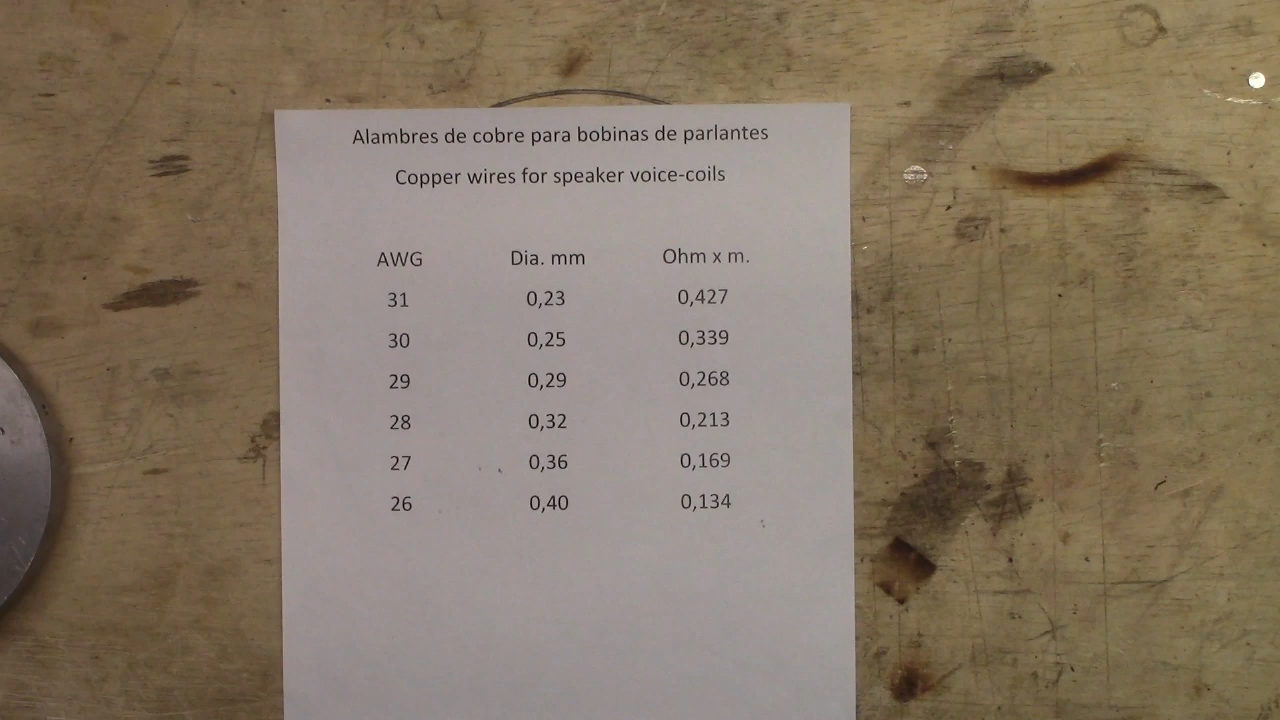 Alambres de cobre para bobinas de parlantes
Copper wires for speaker voice-coils
AWG Dia. mm Ohm x m.
31 0,23 0,427
30 0,25 0,339
29 0,29 0,268
28 0,32 0,213
27 0,36 0,169
26 0,40 0,134